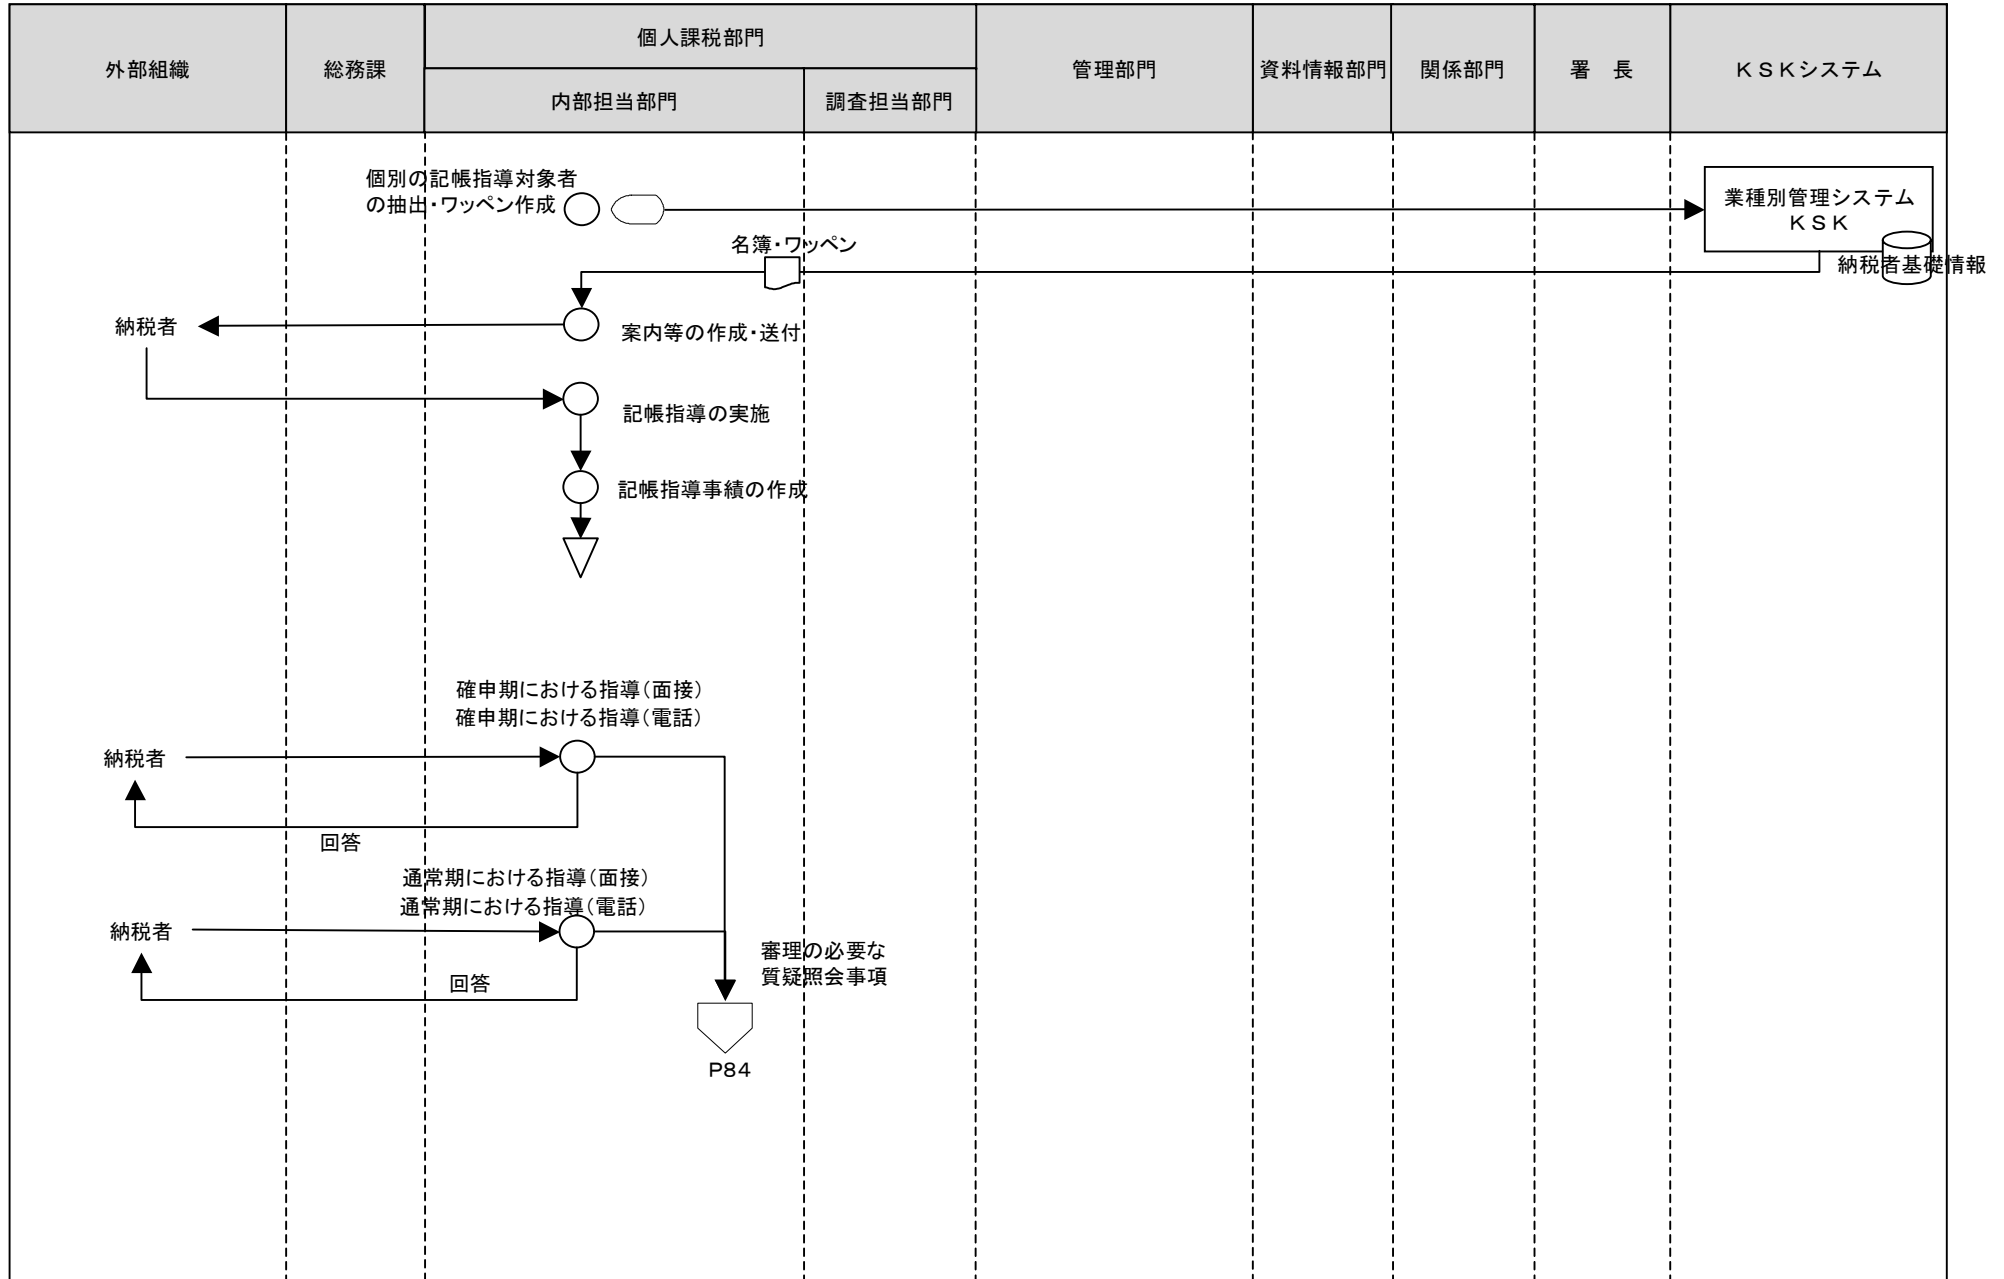 外部組織
総務課
個人課税部門
内部担当部門
調査担当部門
管理部門
資料情報部門
関係部門
署　長
ＫＳＫシステム
個別の記帳指導対象者
の抽出・ワッペン作成
業種別管理システム
ＫＳＫ
名簿・ワッペン
納税者基礎情報
納税者
案内等の作成・送付
記帳指導の実施
記帳指導事績の作成
確申期における指導（面接）
確申期における指導（電話）
納税者
回答
通常期における指導（面接）
通常期における指導（電話）
納税者
回答
審理の必要な
質疑照会事項
P84